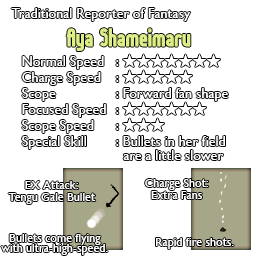 Traditional Reporter of Fantasy
Aya Shameimaru
Normal Speed : ☆☆☆☆☆☆☆☆
Charge Speed : ☆☆☆☆☆☆
Scope : Forward fan shape
Focused Speed : ☆☆☆☆☆☆☆
Scope Speed : ☆☆☆
Special Skill : Bullets in her field
are a little slower
EX Attack:
Tengu Gale Bullet
Bullets come flying
with ultra-high-speed.
Charge Shot:
Extra Fans
Rapid fire shots.